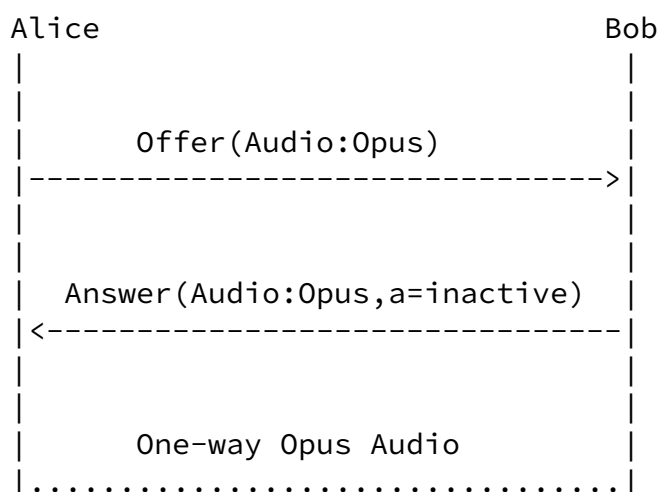 Alice Bob
Offer(Audio:Opus)
Answer(Audio:Opus,a=inactive)
One-way Opus Audio